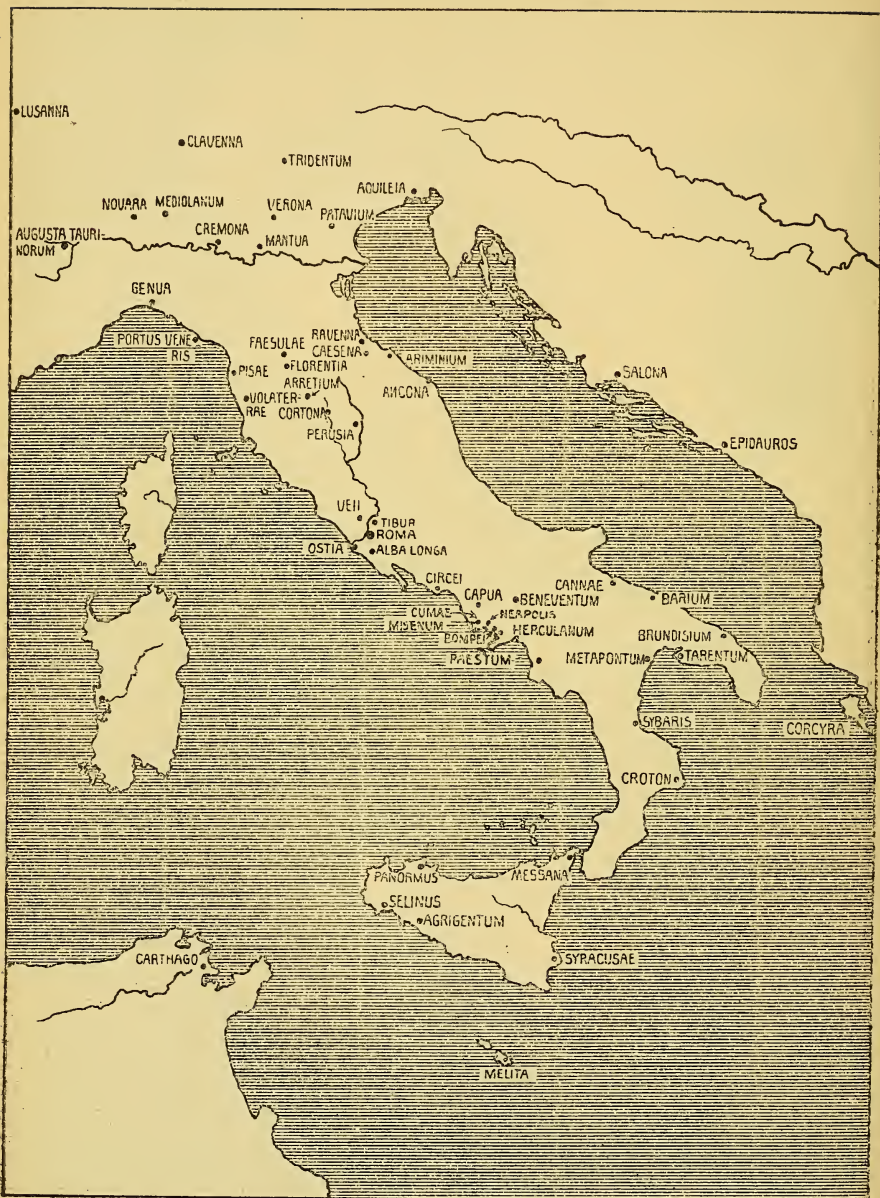 LUSANNA
CLAVENNA
TRIDENTUM
AQUILEIA
NOUARA
MEDIOLANUM
VERONA
PATAVIUM
AUGUSTA TAURI-
NORUM
CREMONA
MANTUA
GENUA
PORTUS VENE
RIS
FAESULAE
RAVENNA
CAESENA
ARIMINIUM
PISAE
FLORENTIA
ARRETIUM
ANCONA
SALONA
UOLATER-
RAE
CORTONA
PERUSIA
EPIDAUROS
UEII
TIBUR
ROMA
OSTIA
ALBA LONGA
CIRCEI
CAPUA
BENEVENTUM
CANNAE
BARIUM
CUMAE
NEAPOLIS
MISENUM
HERCULANUM
POMPEI
BRUNDISIUM
PAESTUM
METAPONTUM
TARENTUM
SYBARIS
CORCYRA
CROTON
PANORMUS
MESSANA
SELINUS
AGRIGENTUM
CARTHAGO
SYRACUSAE
MELITA